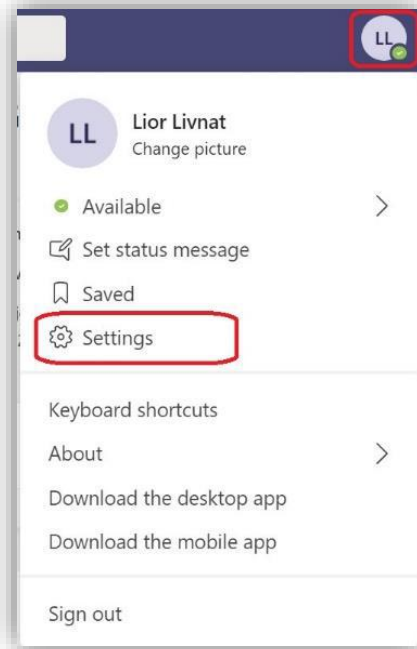 LL
LL
Lior Livnat
Change picture
Available
Set status message
Saved
Settings
Keyboard shortcuts
About
Download the desktop app
Download the mobile app
Sign out